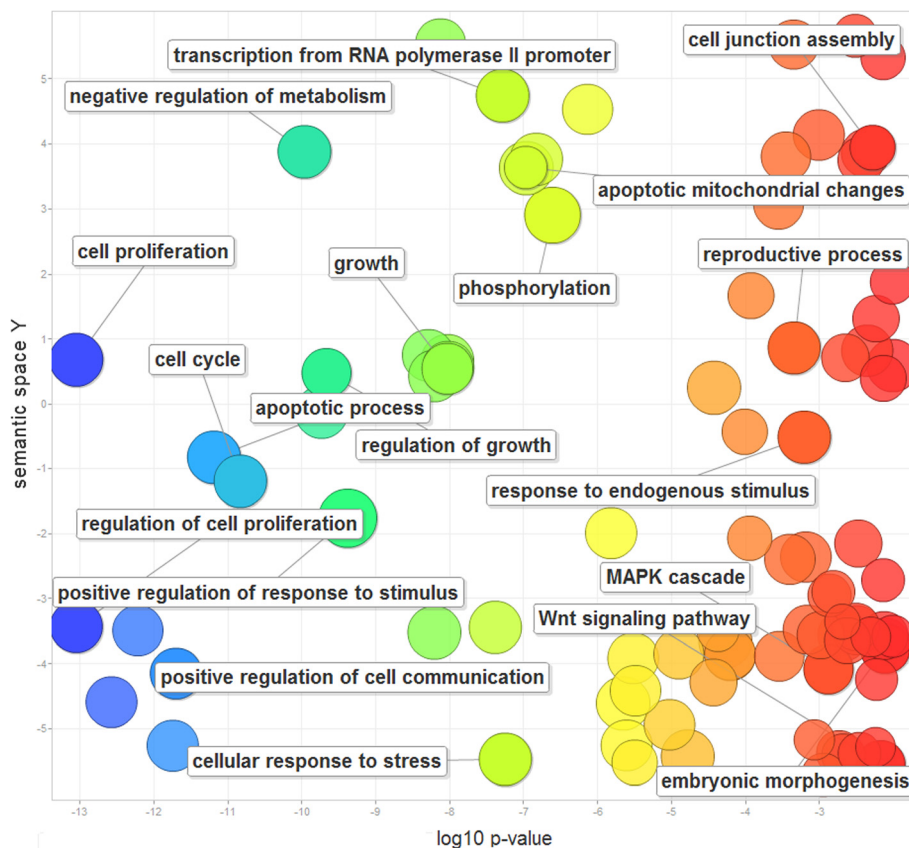 cell junction assembly
transcription from RNA polymerase II promoter
5
negative regulation of metabolism
4
apoptotic mitochondrial changes
3
cell proliferation
growth
reproductive process
phosphorylation
2
1
cell cycle
0
apoptotic process
regulation of growth
-1
response to endogenous stimulus
regulation of cell proliferation
-2
MAPK cascade
positive regulation of response to stimulus
-3
Wnt signaling pathway
positive regulation of cell communication
-4
-5
cellular response to stress
embryonic morphogenesis
-13 -12 -11 -10 -9 -8 -7 -6 -5 -4 -3
log10 p-value
semantic space Y